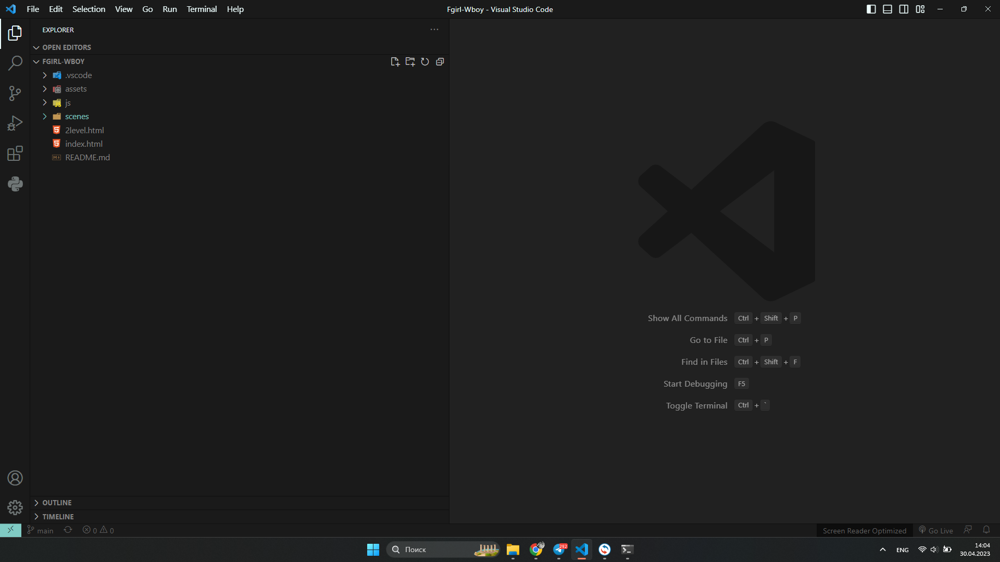 File Edit Selection View Go Run Terminal Help
Fgirl-Wboy - Visual Studio Code
EXPLORER
OPEN EDITORS
FGIRL-WBOY
.vscode
assets
js
scenes
2level.html
index.html
README.md
Show All Commands Ctrl + Shift + P
Go to File Ctrl + P
Find in Files Ctrl + Shift + F
Start Debugging F5
Toggle Terminal Ctrl + `
OUTLINE
TIMELINE
main 0 0
Screen Reader Optimized Go Live
Поиск
292
ENG
14:04
30.04.2023